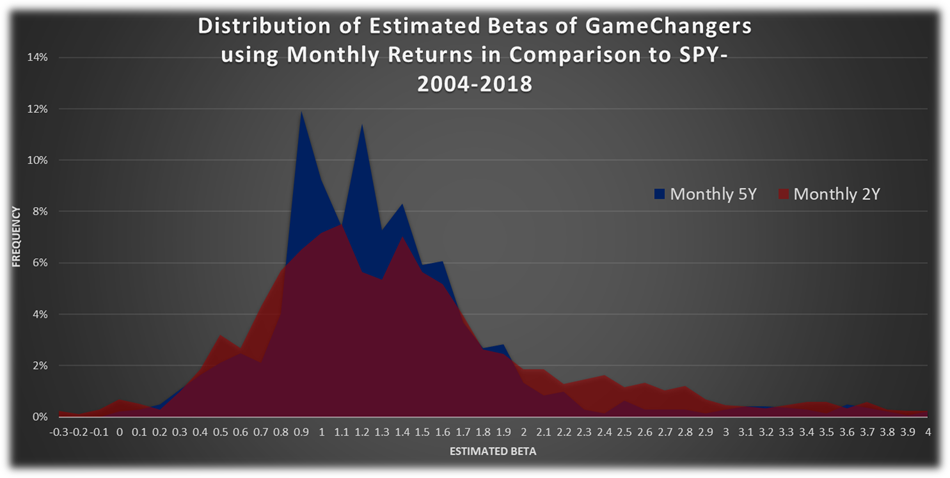 Distribution of Estimated Betas of GameChangers
using Monthly Returns in Comparison to SPY-
2004-2018
14%
12%
10%
8%
6%
4%
2%
0%
FREQUENCY
Monthly 5Y Monthly 2Y
-0.3 -0.2 -0.1 0 0.1 0.2 0.3 0.4 0.5 0.6 0.7 0.8 0.9 1 1.1 1.2 1.3 1.4 1.5 1.6 1.7 1.8 1.9 2 2.1 2.2 2.3 2.4 2.5 2.6 2.7 2.8 2.9 3 3.1 3.2 3.3 3.4 3.5 3.6 3.7 3.8 3.9 4
ESTIMATED BETA